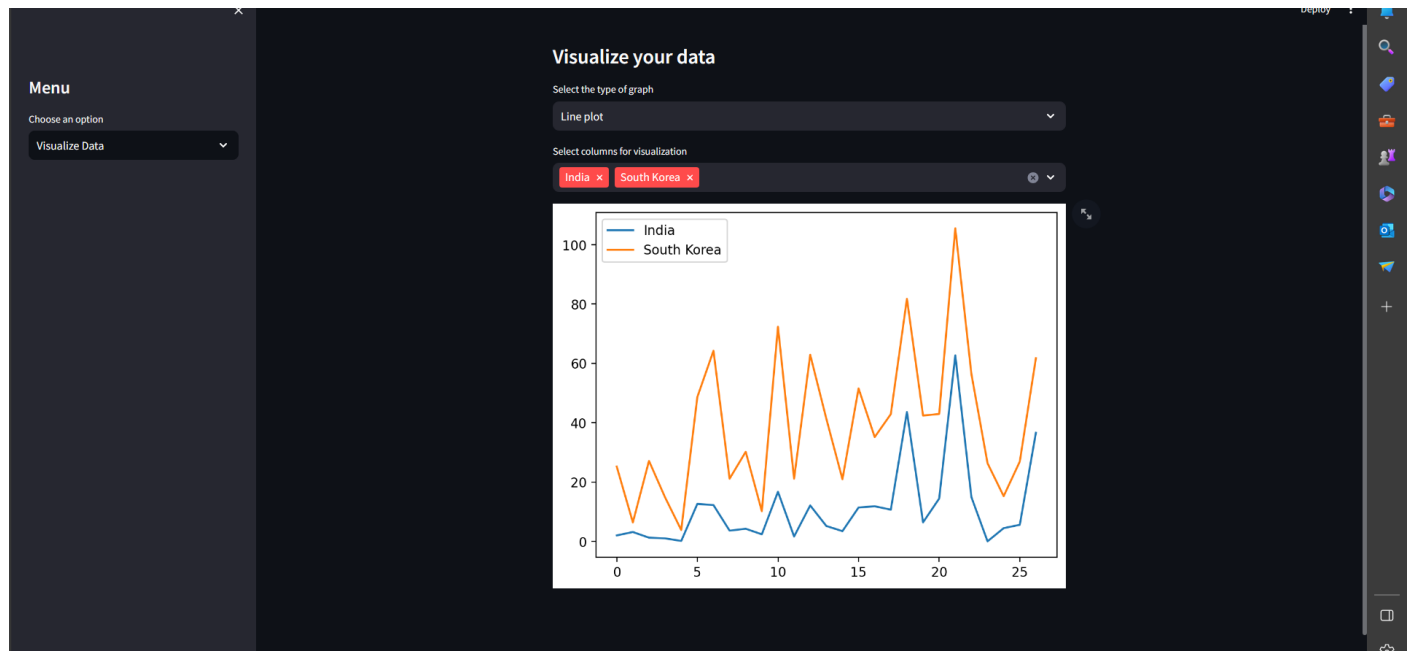 Deploy
Menu
Choose an option
Visualize Data
Visualize your data
Select the type of graph
Line plot
Select columns for visualization
India × South Korea ×
India
South Korea
100
80
60
40
20
0
0 5 10 15 20 25